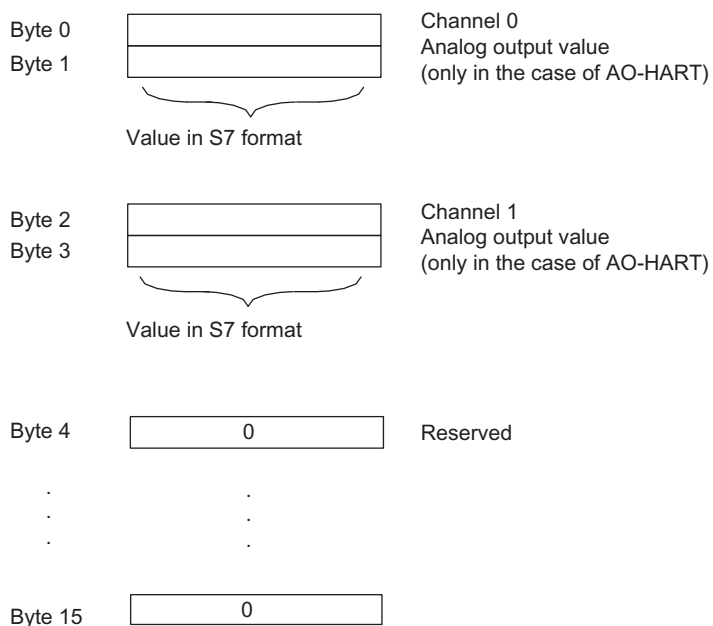 Byte 0
Channel 0
Analog output value
Byte 1
(only in the case of AO-HART)
Value in S7 format
Byte 2
Channel 1
Analog output value
Byte 3
(only in the case of AO-HART)
Value in S7 format
Byte 4
0
Reserved
.
.
.
.
.
.
Byte 15
0